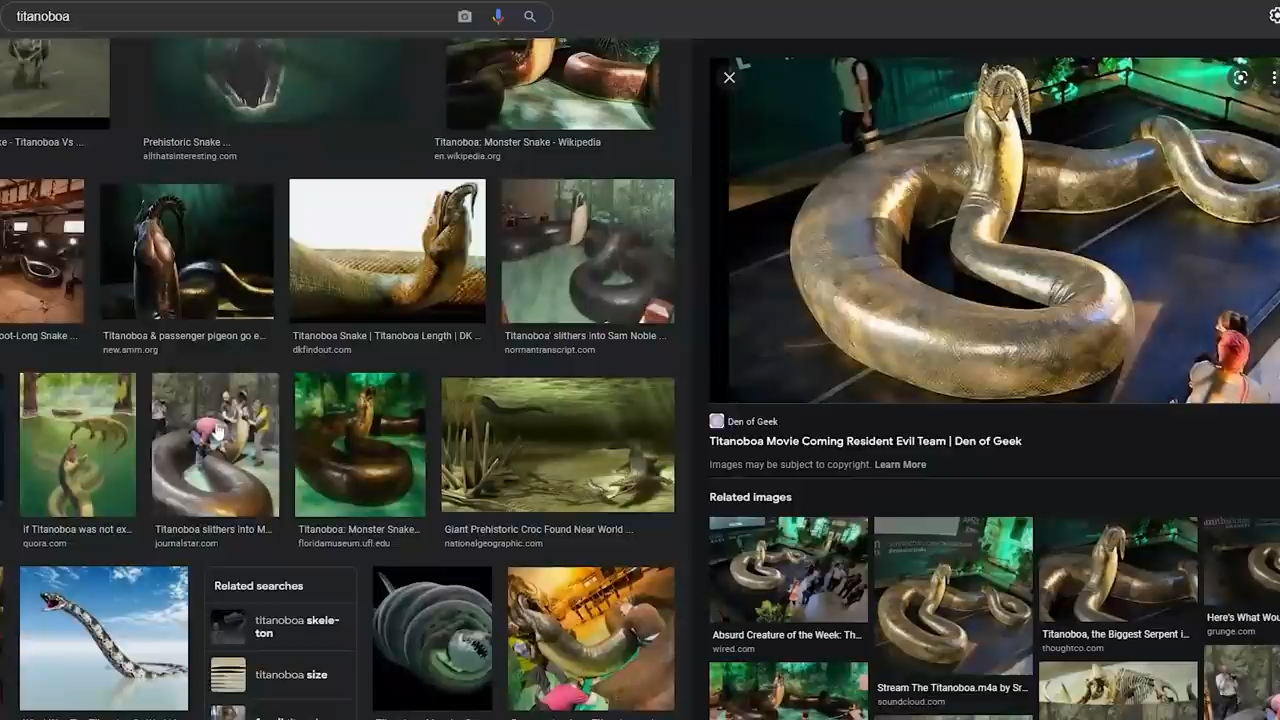 titanoboa
ke - Titanoboa Vs ...
Prehistoric Snake ...
allthatsinteresting.com
Titanoboa: Monster Snake - Wikipedia
en.wikipedia.org
oot-Long Snake ...
Titanoboa & passenger pigeon go e...
new.smm.org
Titanoboa Snake | Titanoboa Length | DK ...
dkfindout.com
Titanoboa' slithers into Sam Noble ...
normantranscript.com
if Titanoboa was not ex...
quora.com
Titanoboa slithers into M...
journalstar.com
Titanoboa: Monster Snake...
floridamuseum.ufl.edu
Giant Prehistoric Croc Found Near World ...
nationalgeographic.com
Related searches
titanoboa skele-
ton
titanoboa size
Den of Geek
Titanoboa Movie Coming Resident Evil Team | Den of Geek
Images may be subject to copyright. Learn More
Related images
Absurd Creature of the Week: Th...
wired.com
Stream The Titanoboa.m4a by Sr...
soundcloud.com
Titanoboa, the Biggest Serpent i...
thoughtco.com
Here's What Wou
grunge.com